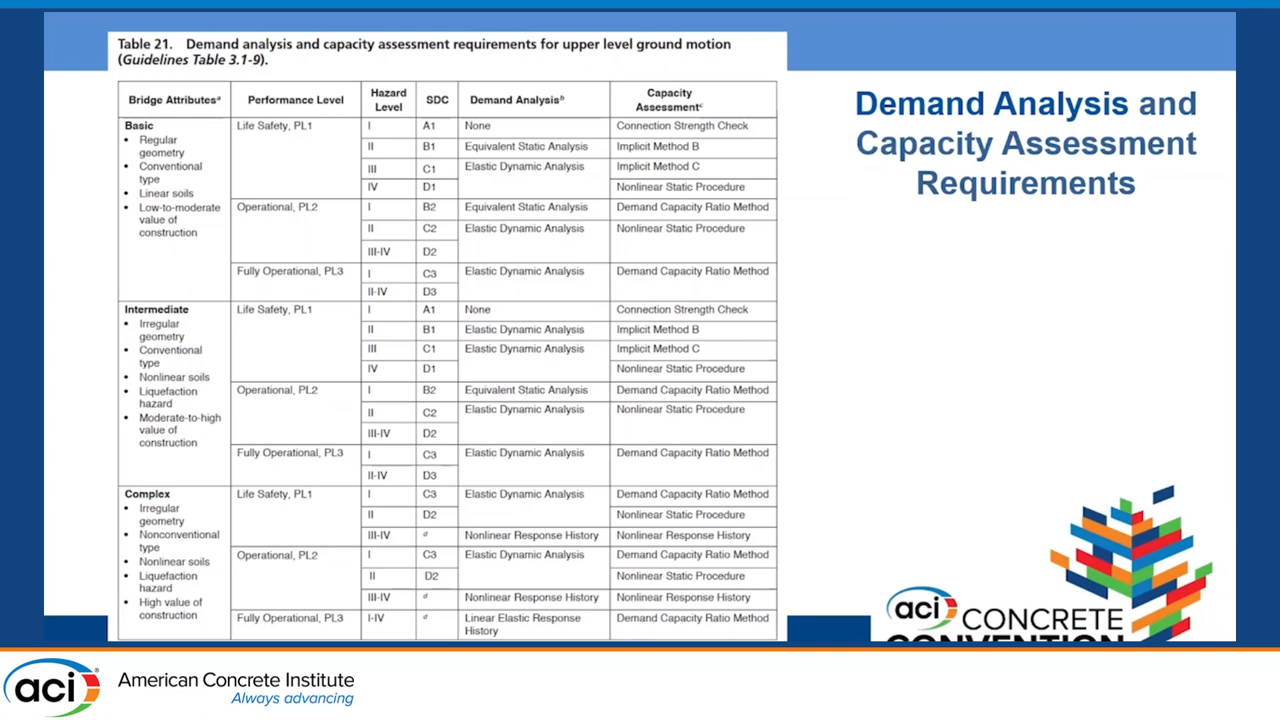 Table 21. Demand analysis and capacity assessment requirements for upper level ground motion
(Guidelines Table 3.1-9).
Bridge Attributesᵃ Performance Level Hazard Level SDC Demand Analysisᵇ Capacity Assessmentᶜ
Basic
• Regular
geometry
• Conventional
type
• Linear soils
• Low-to-moderate
value of
construction
Life Safety, PL1 I A1 None Connection Strength Check
II B1 Equivalent Static Analysis Implicit Method B
III C1 Elastic Dynamic Analysis Implicit Method C
IV D1 Nonlinear Static Procedure
Operational, PL2 I B2 Equivalent Static Analysis Demand Capacity Ratio Method
II C2 Elastic Dynamic Analysis Nonlinear Static Procedure
III-IV D2
Fully Operational, PL3 I C3 Elastic Dynamic Analysis Demand Capacity Ratio Method
II-IV D3
Intermediate
• Irregular
geometry
• Conventional
type
• Nonlinear soils
• Liquefaction
hazard
• Moderate-to-high
value of
construction
Life Safety, PL1 I A1 None Connection Strength Check
II B1 Elastic Dynamic Analysis Implicit Method B
III C1 Elastic Dynamic Analysis Implicit Method C
IV D1 Nonlinear Static Procedure
Operational, PL2 I B2 Equivalent Static Analysis Demand Capacity Ratio Method
II C2 Elastic Dynamic Analysis Nonlinear Static Procedure
III-IV D2
Fully Operational, PL3 I C3 Elastic Dynamic Analysis Demand Capacity Ratio Method
II-IV D3
Complex
• Irregular
geometry
• Nonconventional
type
• Nonlinear soils
• Liquefaction
hazard
• High value of
construction
Life Safety, PL1 I C3 Elastic Dynamic Analysis Demand Capacity Ratio Method
II D2 Nonlinear Static Procedure
III-IV d Nonlinear Response History Nonlinear Response History
Operational, PL2 I C3 Elastic Dynamic Analysis Demand Capacity Ratio Method
II D2 Nonlinear Static Procedure
III-IV d Nonlinear Response History Nonlinear Response History
Fully Operational, PL3 I-IV d Linear Elastic Response Demand Capacity Ratio Method
History
Demand Analysis and
Capacity Assessment
Requirements
aci CONCRETE
CONVENTION
aci® American Concrete Institute
Always advancing